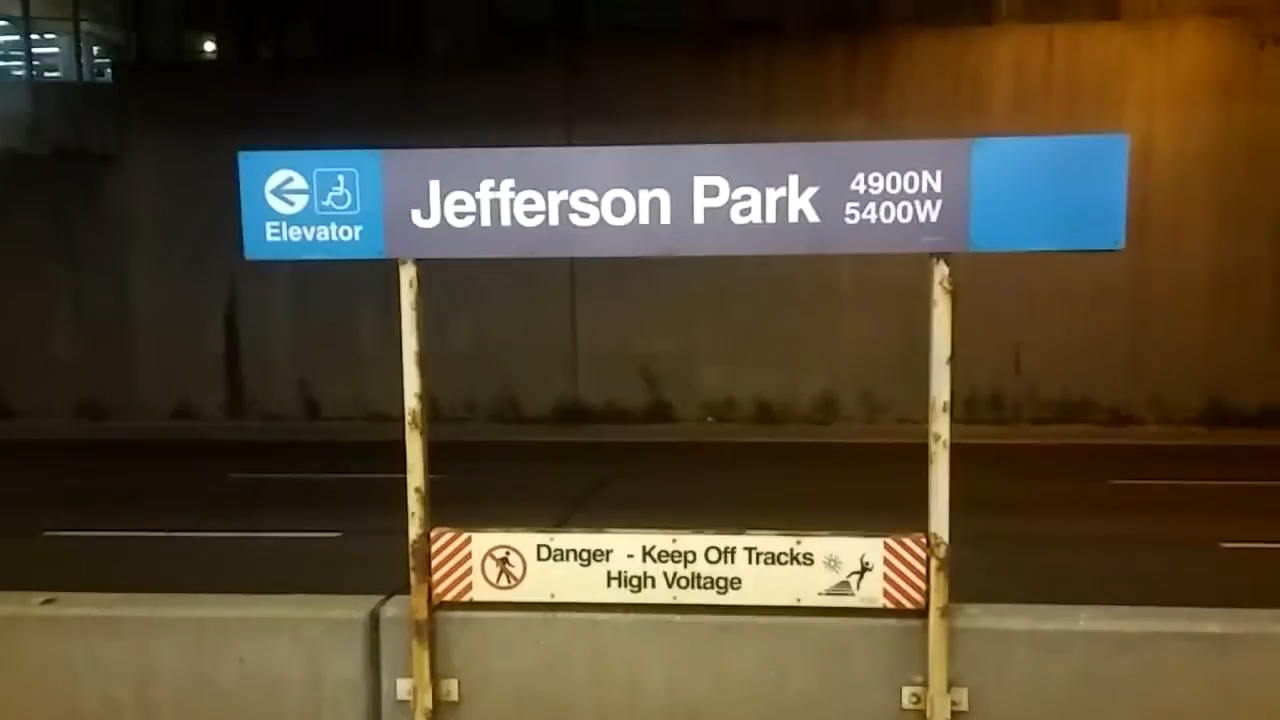 Elevator
Jefferson Park
4900N
5400W
Danger - Keep Off Tracks
High Voltage